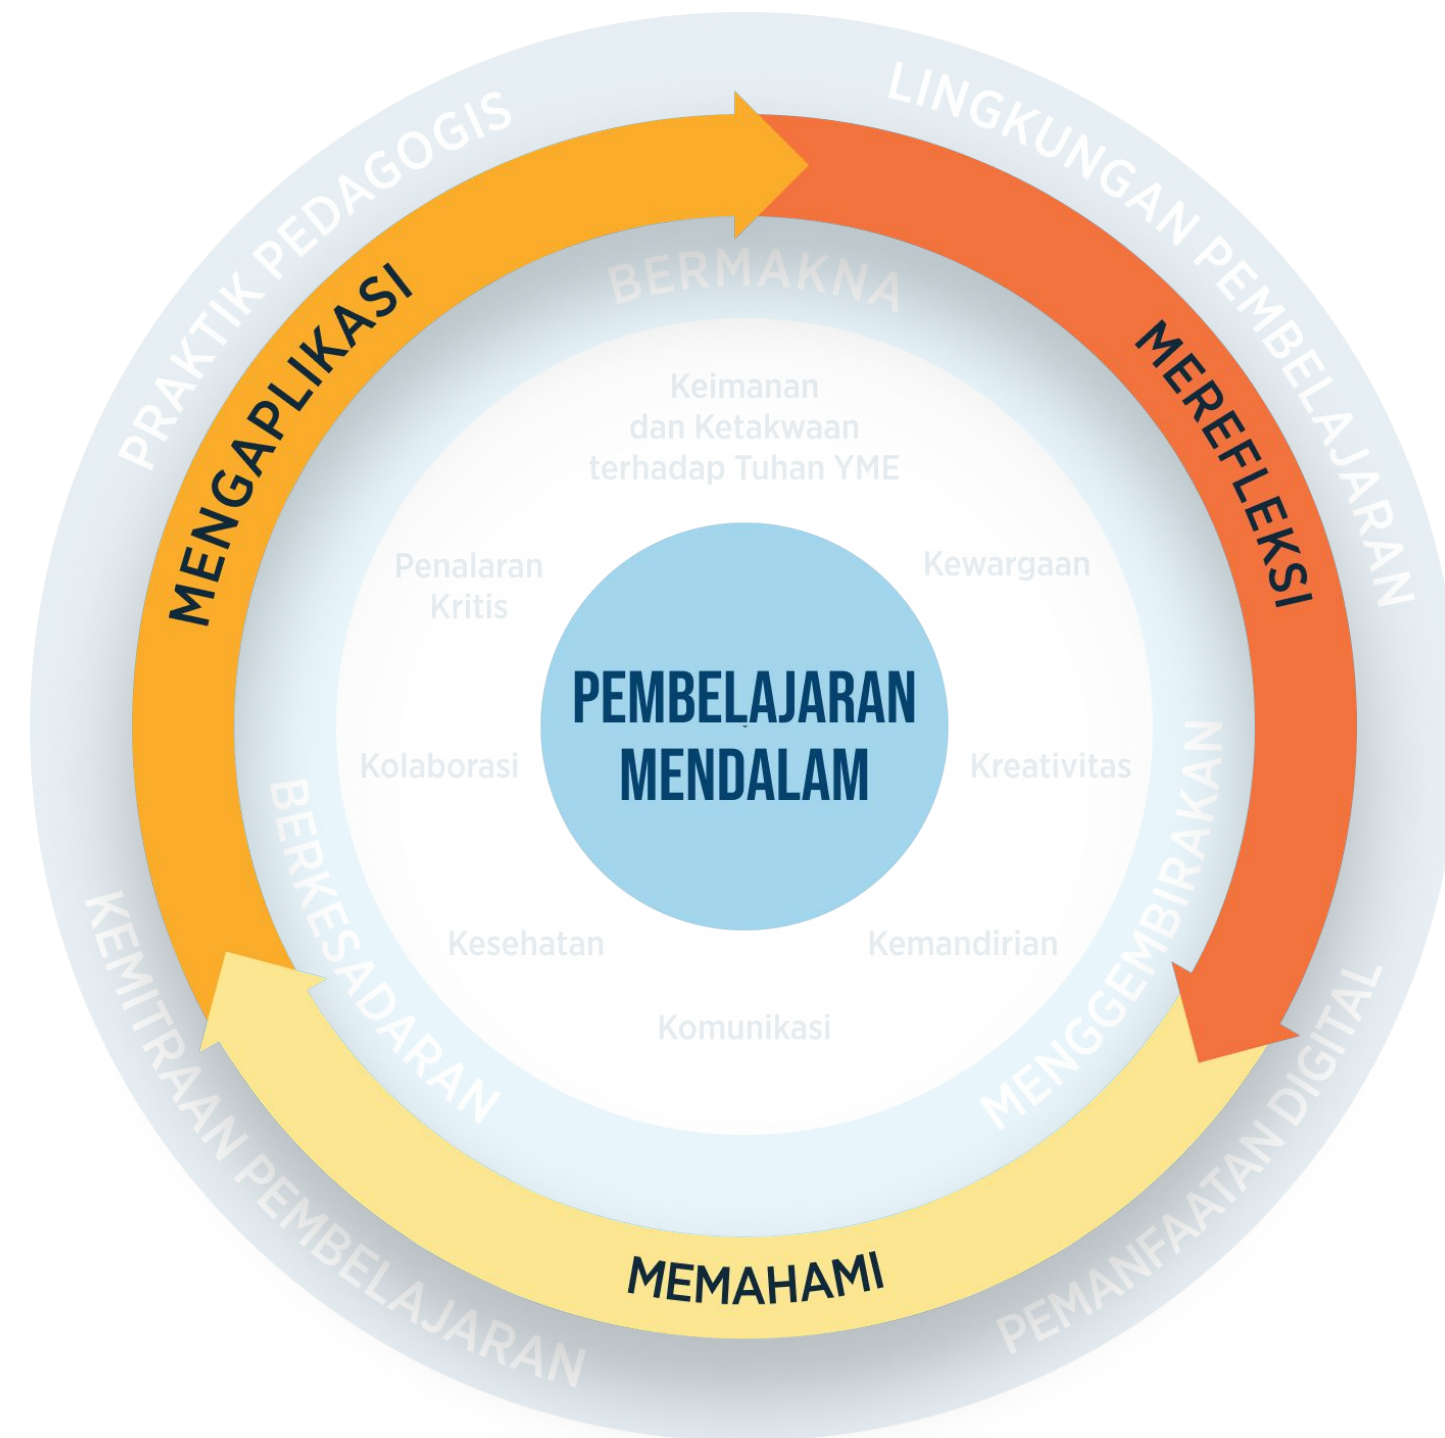 PRAKTIK PEDAGOGIS
LINGKUNGAN PEMBELAJARAN
MENGAPLIKASI
MEREFLEKSI
BERMAKNA
Keimanan
dan Ketakwaan
terhadap Tuhan YME
Penalaran
Kritis
Kewargaan
PEMBELAJARAN
MENDALAM
Kolaborasi
Kreativitas
BERKESADARAN
MENGGEMBIRAKAN
Kesehatan
Kemandirian
Komunikasi
KEMITRAAN PEMBELAJARAN
PEMANFAATAN DIGITAL
MEMAHAMI